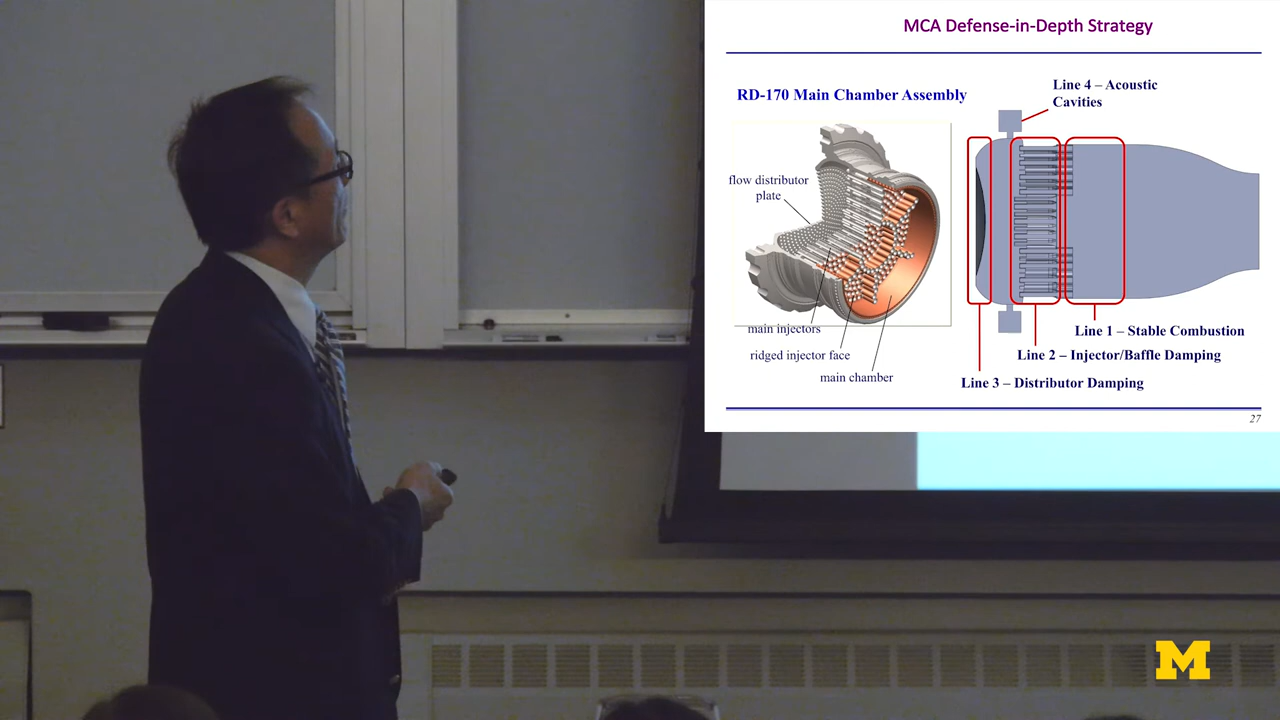 MCA Defense-in-Depth Strategy
RD-170 Main Chamber Assembly
Line 4 – Acoustic
Cavities
flow distributor
plate
main injectors
ridged injector face
main chamber
Line 1 – Stable Combustion
Line 2 – Injector/Baffle Damping
Line 3 – Distributor Damping
27
M